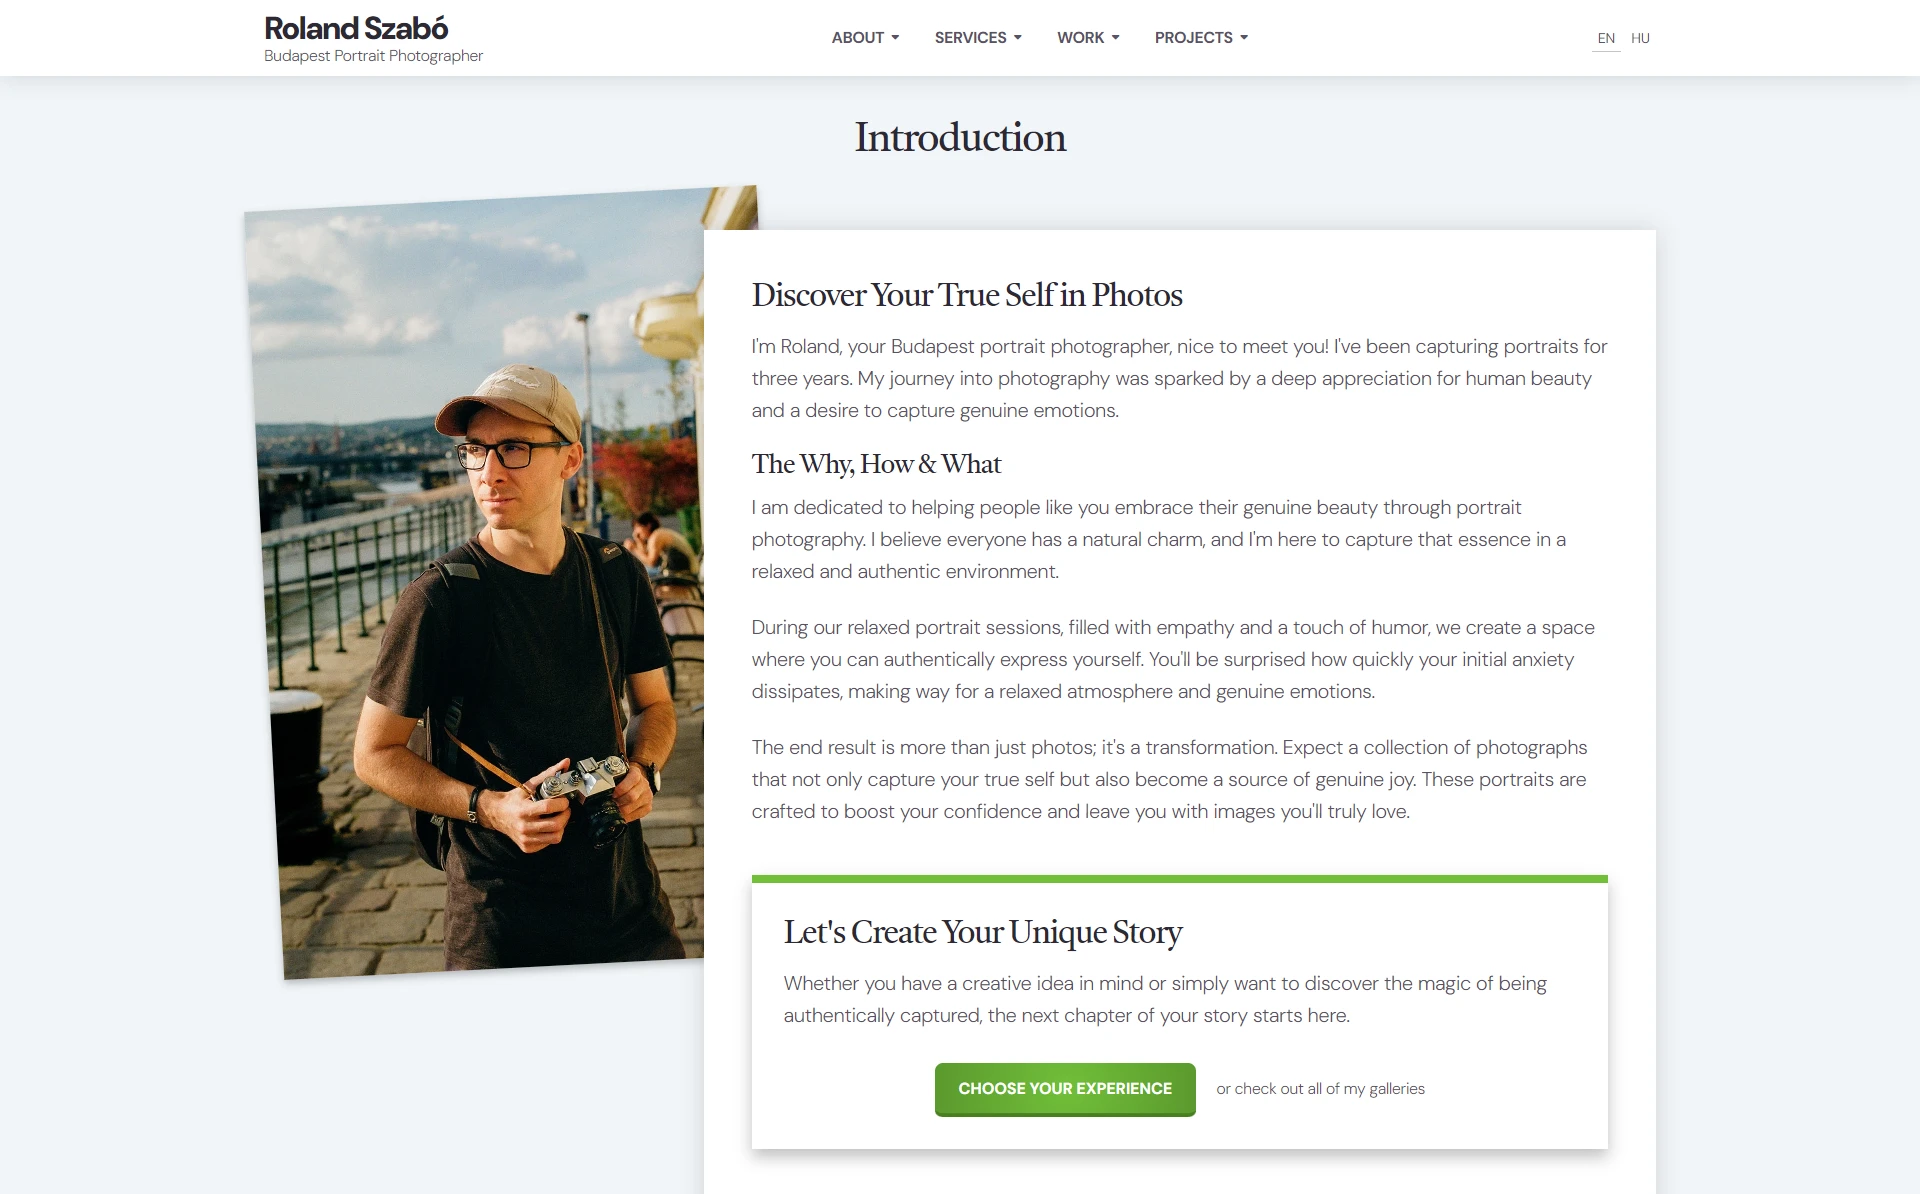 Roland Szabó
Budapest Portrait Photographer
ABOUT
SERVICES
WORK
PROJECTS
EN
HU
Introduction
Discover Your True Self in Photos
I'm Roland, your Budapest portrait photographer, nice to meet you! I've been capturing portraits for
three years. My journey into photography was sparked by a deep appreciation for human beauty
and a desire to capture genuine emotions.
The Why, How & What
I am dedicated to helping people like you embrace their genuine beauty through portrait
photography. I believe everyone has a natural charm, and I'm here to capture that essence in a
relaxed and authentic environment.
During our relaxed portrait sessions, filled with empathy and a touch of humor, we create a space
where you can authentically express yourself. You'll be surprised how quickly your initial anxiety
dissipates, making way for a relaxed atmosphere and genuine emotions.
The end result is more than just photos; it's a transformation. Expect a collection of photographs
that not only capture your true self but also become a source of genuine joy. These portraits are
crafted to boost your confidence and leave you with images you'll truly love.
Let's Create Your Unique Story
Whether you have a creative idea in mind or simply want to discover the magic of being
authentically captured, the next chapter of your story starts here.
CHOOSE YOUR EXPERIENCE
or check out all of my galleries